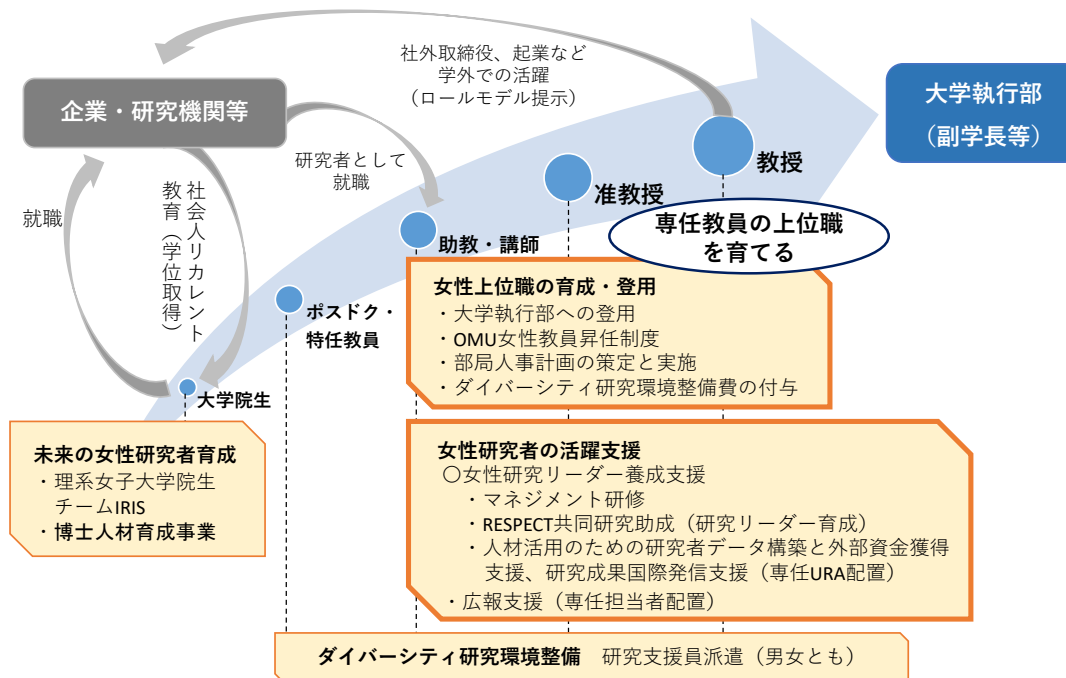 社外取締役、起業など
学外での活躍
（ロールモデル提示）
企業・研究機関等
大学執行部
（副学長等）
研究者として
就職
就職
社会人リカレント
教育（学位取得）
教授
准教授
専任教員の上位職
を育てる
助教・講師
ポスドク・
特任教員
大学院生
女性上位職の育成・登用
・大学執行部への登用
・OMU女性教員昇任制度
・部局人事計画の策定と実施
・ダイバーシティ研究環境整備費の付与
未来の女性研究者育成
・理系女子大学院生
チームIRIS
・博士人材育成事業
女性研究者の活躍支援
〇女性研究リーダー養成支援
・マネジメント研修
・RESPECT共同研究助成（研究リーダー育成）
・人材活用のための研究者データ構築と外部資金獲得
支援、研究成果国際発信支援（専任URA配置）
・広報支援（専任担当者配置）
ダイバーシティ研究環境整備　研究支援員派遣（男女とも）